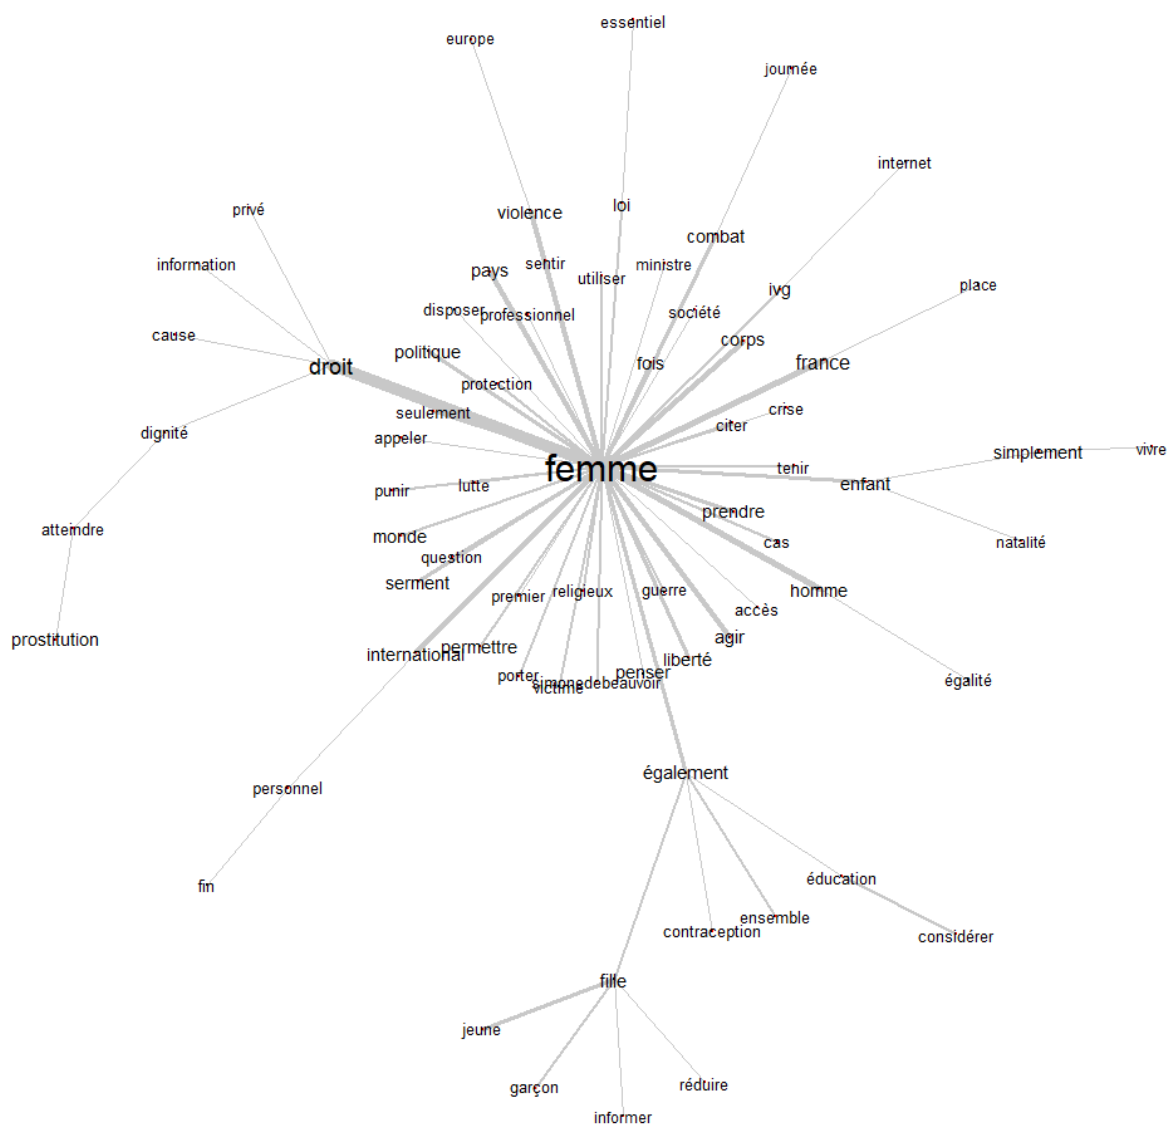 essentiel
europe
journée
internet
privé
loi
violence
combat
information
sentir
ministre
pays
utiliser
ivg
place
disposer
professionnel
société
cause
corps
politique
fois
france
droit
protection
crise
seulement
citer
dignité
appeler
simplement
vivre
femme
tenir
enfant
punir
lutte
prendre
atteindre
monde
cas
natalité
question
serment
religieux
guerre
homme
premier
accès
prostitution
agir
permettre
international
liberté
penser
porter
simonedebeauvoir
victime
égalité
également
personnel
éducation
fin
ensemble
contraception
considérer
fille
jeune
réduire
garçon
informer